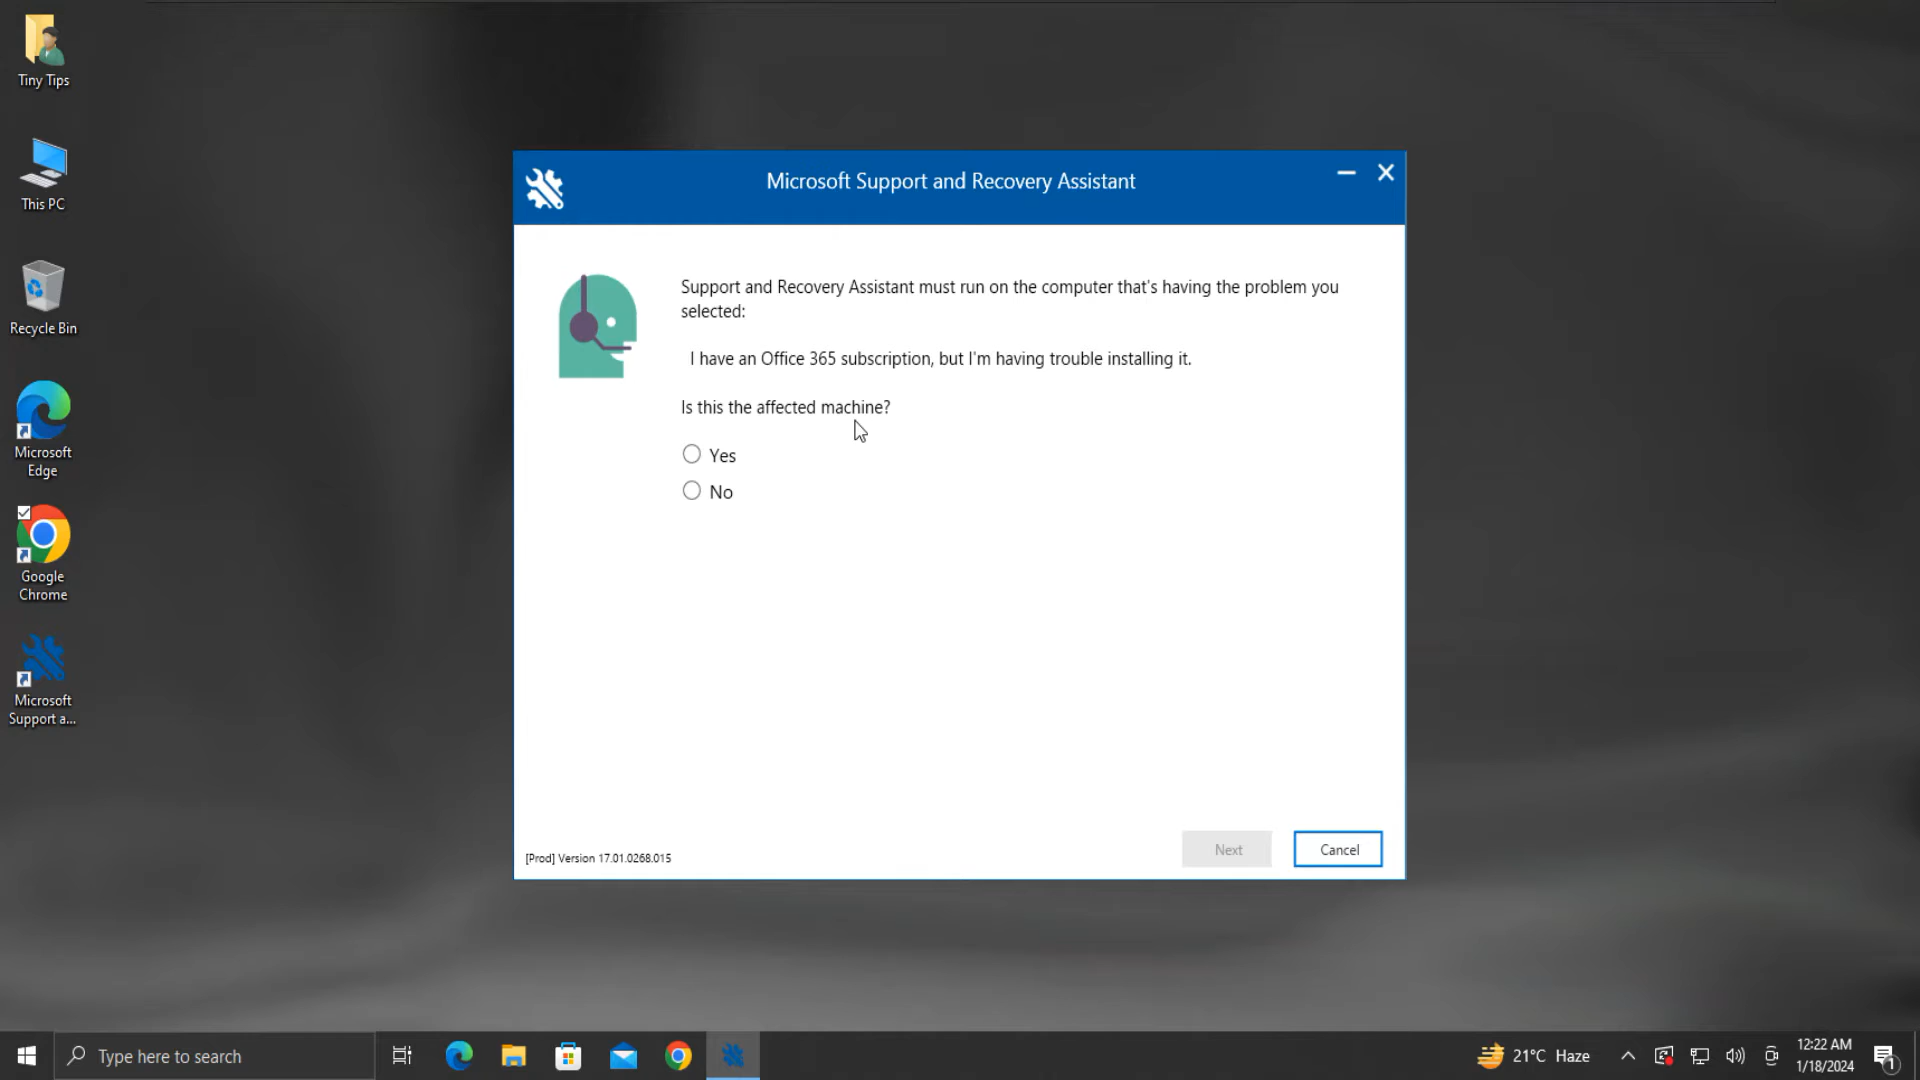 Tiny Tips
This PC
Recycle Bin
Microsoft
Edge
Google
Chrome
Microsoft
Support a...
Microsoft Support and Recovery Assistant
Support and Recovery Assistant must run on the computer that's having the problem you
selected:
I have an Office 365 subscription, but I'm having trouble installing it.
Is this the affected machine?
Yes
No
[Prod] Version 17.01.0268.015
Next
Cancel
Type here to search
21°C Haze
12:22 AM
1/18/2024
1